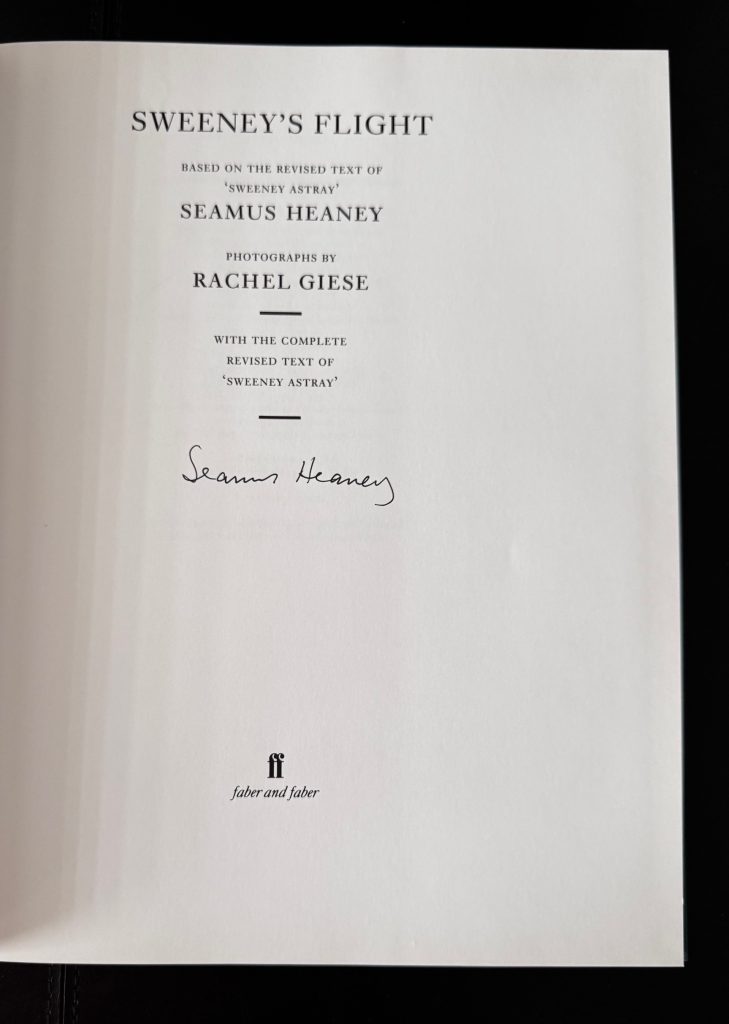 SWEENEY'S FLIGHT
BASED ON THE REVISED TEXT OF
‘SWEENEY ASTRAY’
SEAMUS HEANEY
PHOTOGRAPHS BY
RACHEL GIESE
WITH THE COMPLETE
REVISED TEXT OF
‘SWEENEY ASTRAY’
Seamus Heaney
ff
faber and faber